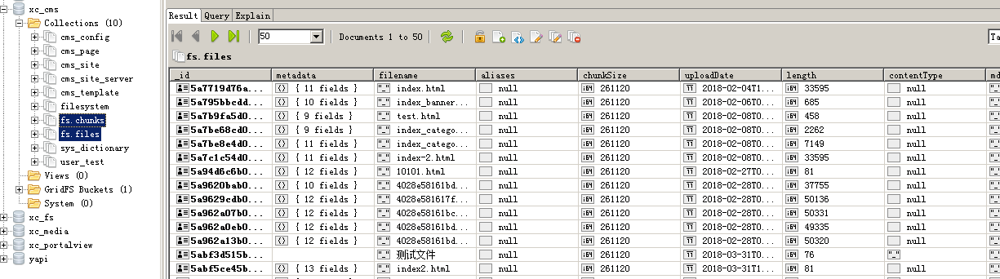 xc_cms
Collections (10)
cms_config
cms_page
cms_site
cms_site_server
cms_template
filesystem
fs.chunks
fs.files
sys_dictionary
user_test
Views (0)
GridFS Buckets (1)
System (0)
xc_fs
xc_media
xc_portalview
yapi
Result Query Explain
50 Documents 1 to 50 Ta
fs.files
_id metadata filename aliases chunkSize uploadDate length contentType md
5a7719d76a... { 11 fields } index.html null 261120 2018-02-04T1... 33595 null
5a795bbcdd... { 10 fields } index_banner... null 261120 2018-02-06T0... 685 null
5a7b9fa5d0... { 9 fields } test.html null 261120 2018-02-08T0... 458 null
5a7be68cd0... { 9 fields } index_catego... null 261120 2018-02-08T0... 2262 null
5a7be8e4d0... { 11 fields } index_catego... null 261120 2018-02-08T0... 7149 null
5a7c1c54d0... { 11 fields } index-2.html null 261120 2018-02-08T0... 33595 null
5a94d6c6b0... { 12 fields } 10101.html null 261120 2018-02-27T0... 81 null
5a9620bab0... { 10 fields } 4028e58161bd... null 261120 2018-02-28T0... 37755 null
5a9629cdb0... { 12 fields } 4028e581617f... null 261120 2018-02-28T0... 50136 null
5a962a07b0... { 12 fields } 4028e58161bc... null 261120 2018-02-28T0... 50331 null
5a962a0eb0... { 12 fields } 4028e58161bd... null 261120 2018-02-28T0... 49335 null
5a962a13b0... { 12 fields } 4028e58161bd... null 261120 2018-02-28T0... 50320 null
5abf3d515b... 测试文件 null 261120 2018-03-31T0... 76
5abf5ce45b... { 13 fields } index2.html null 261120 2018-03-31T1... 81 null